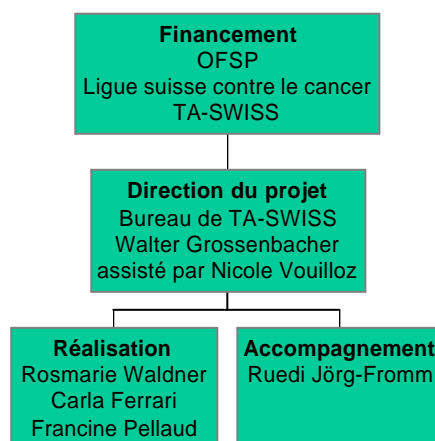 Financement
OFSP
Ligue suisse contre le cancer
TA-SWISS
Direction du projet
Bureau de TA-SWISS
Walter Grossenbacher
assisté par Nicole Vouilloz
Réalisation
Rosmarie Waldner
Carla Ferrari
Francine Pellaud
Accompagnement
Ruedi Jörg-Fromm